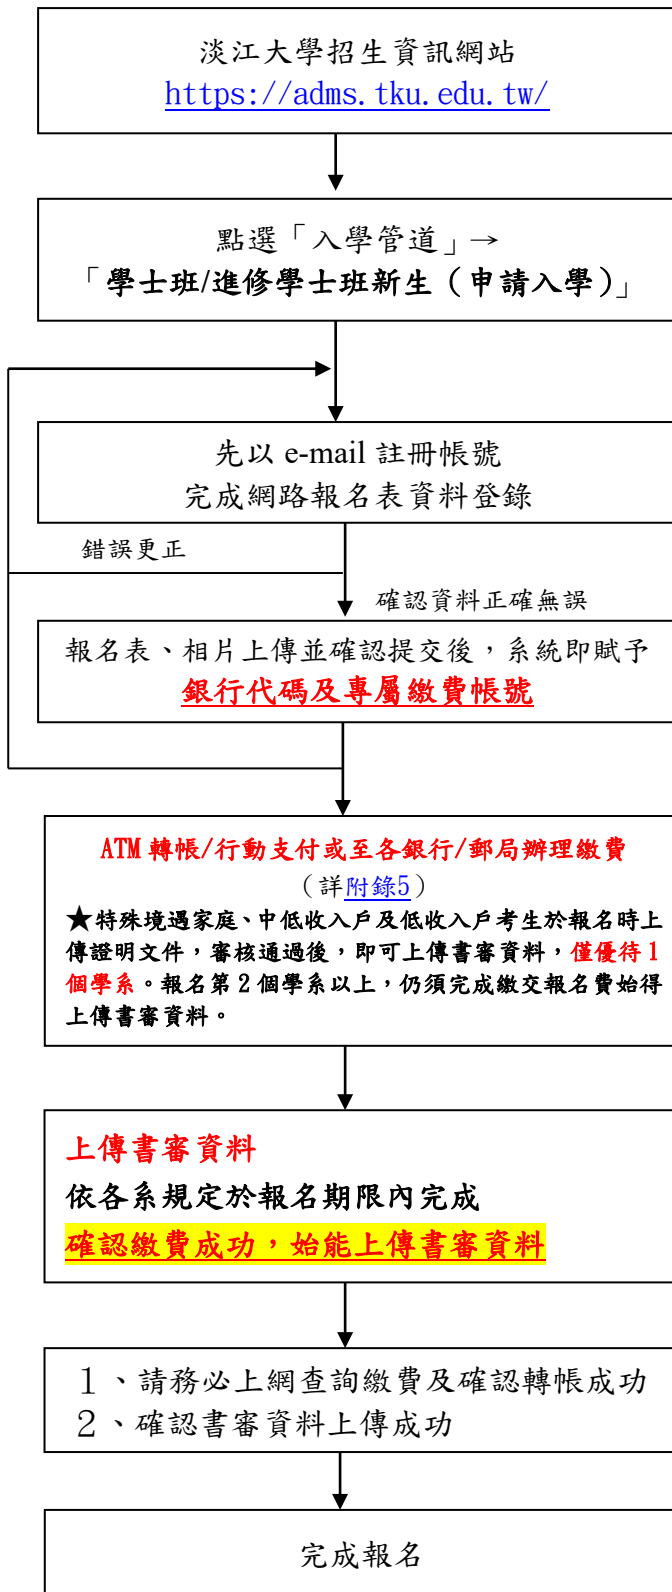 淡江大學招生資訊網站
https://adms.tku.edu.tw/
點選「入學管道」→
「學士班/進修學士班新生（申請入學）」
先以 e-mail 註冊帳號
完成網路報名表資料登錄
錯誤更正
確認資料正確無誤
報名表、相片上傳並確認提交後，系統即賦予
銀行代碼及專屬繳費帳號
ATM 轉帳/行動支付或至各銀行/郵局辦理繳費
（詳附錄5）
★特殊境遇家庭、中低收入戶及低收入戶考生於報名時上
傳證明文件，審核通過後，即可上傳書審資料，僅優待 1
個學系。報名第 2 個學系以上，仍須完成繳交報名費始得
上傳書審資料。
上傳書審資料
依各系規定於報名期限內完成
確認繳費成功，始能上傳書審資料
１、請務必上網查詢繳費及確認轉帳成功
２、確認書審資料上傳成功
完成報名